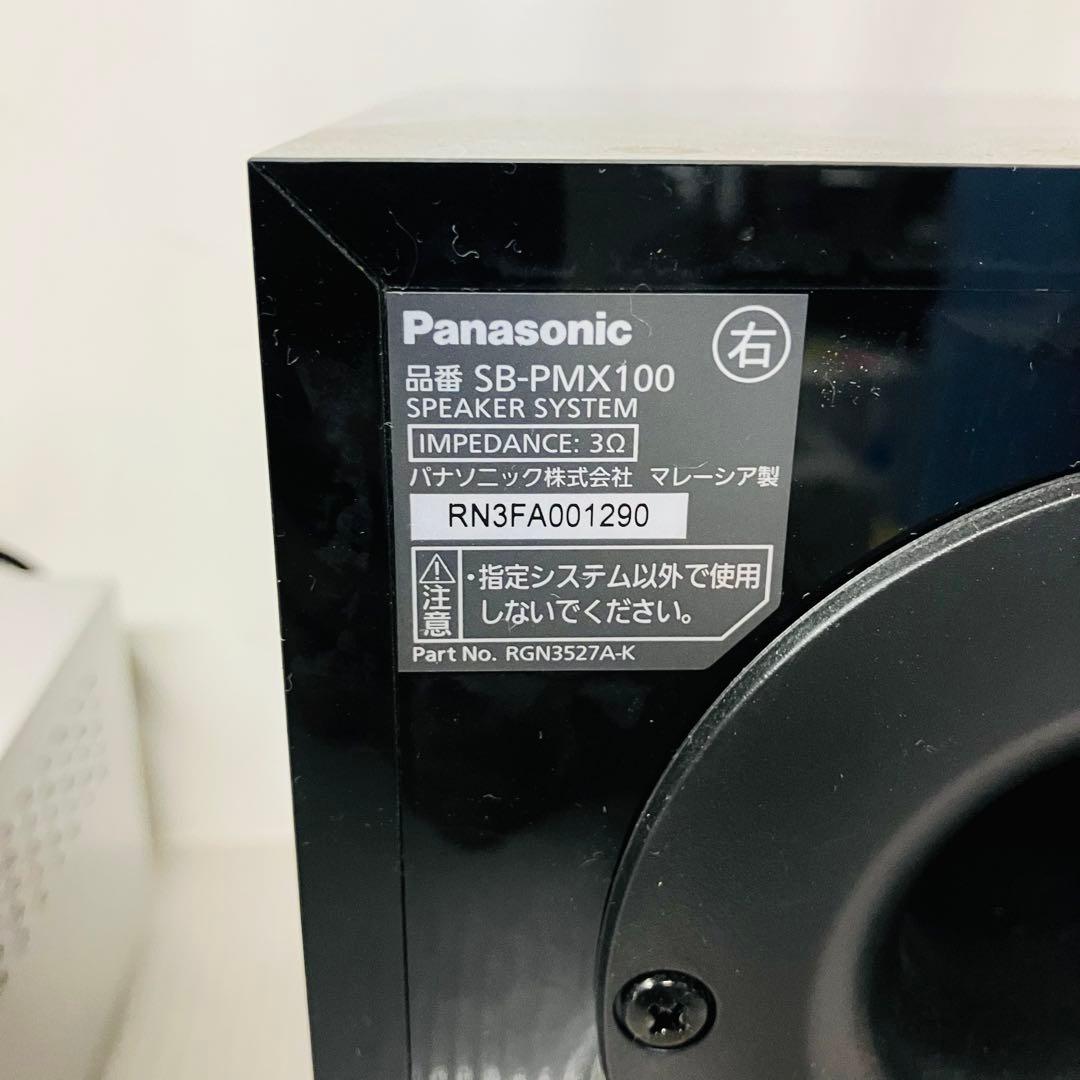 Panasonic
右
品番 SB-PMX100
SPEAKER SYSTEM
IMPEDANCE: 3Ω
パナソニック株式会社 マレーシア製
RN3FA001290
注意
・指定システム以外で使用
しないでください。
Part No. RGN3527A-K